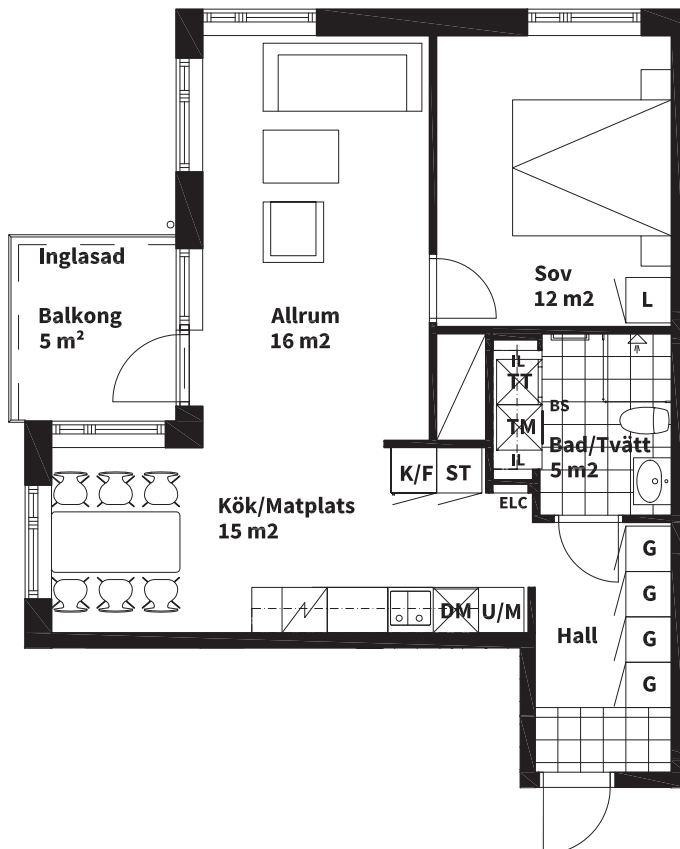 Inglasad
Balkong
5 m²
Allrum
16 m2
Sov
12 m2
L
IL
TT
BS
TM
Bad/Tvätt
5 m2
IL
K/F
ST
ELC
Kök/Matplats
15 m2
G
G
G
G
DM
U/M
Hall